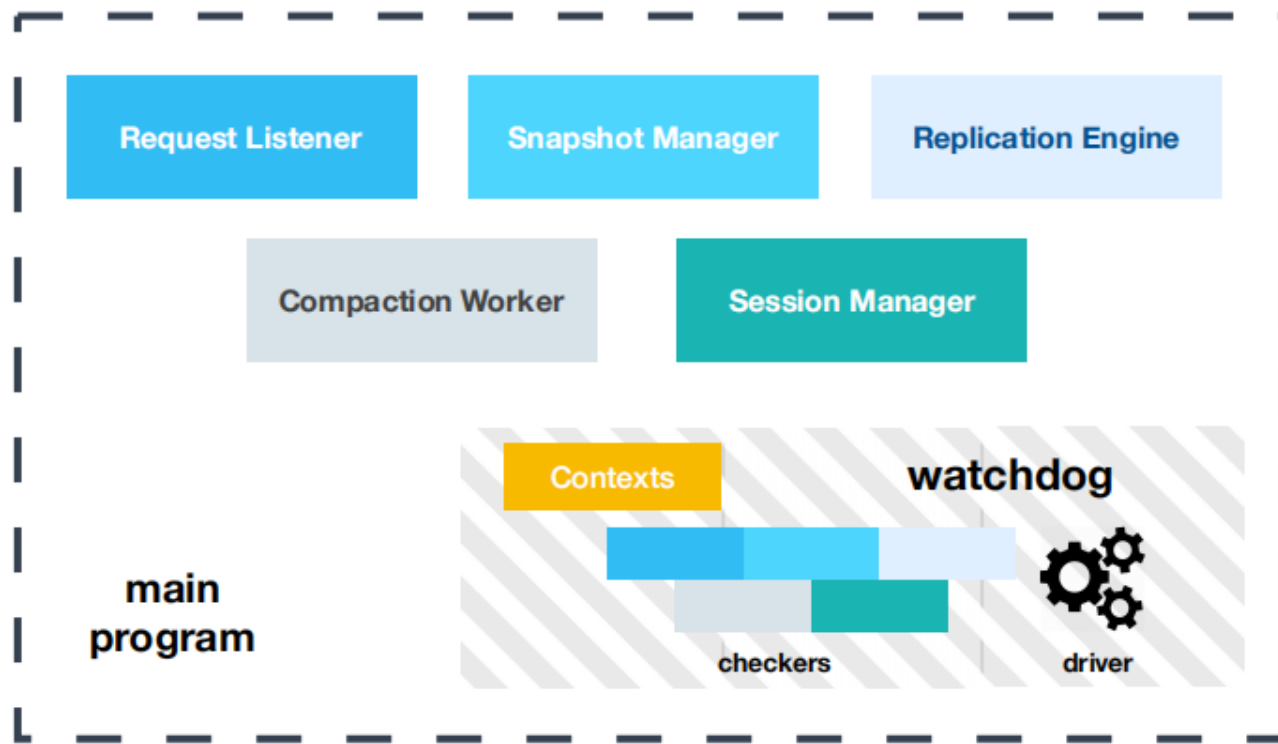 Request Listener
Snapshot Manager
Replication Engine
Compaction Worker
Session Manager
Contexts
watchdog
main
program
checkers
driver